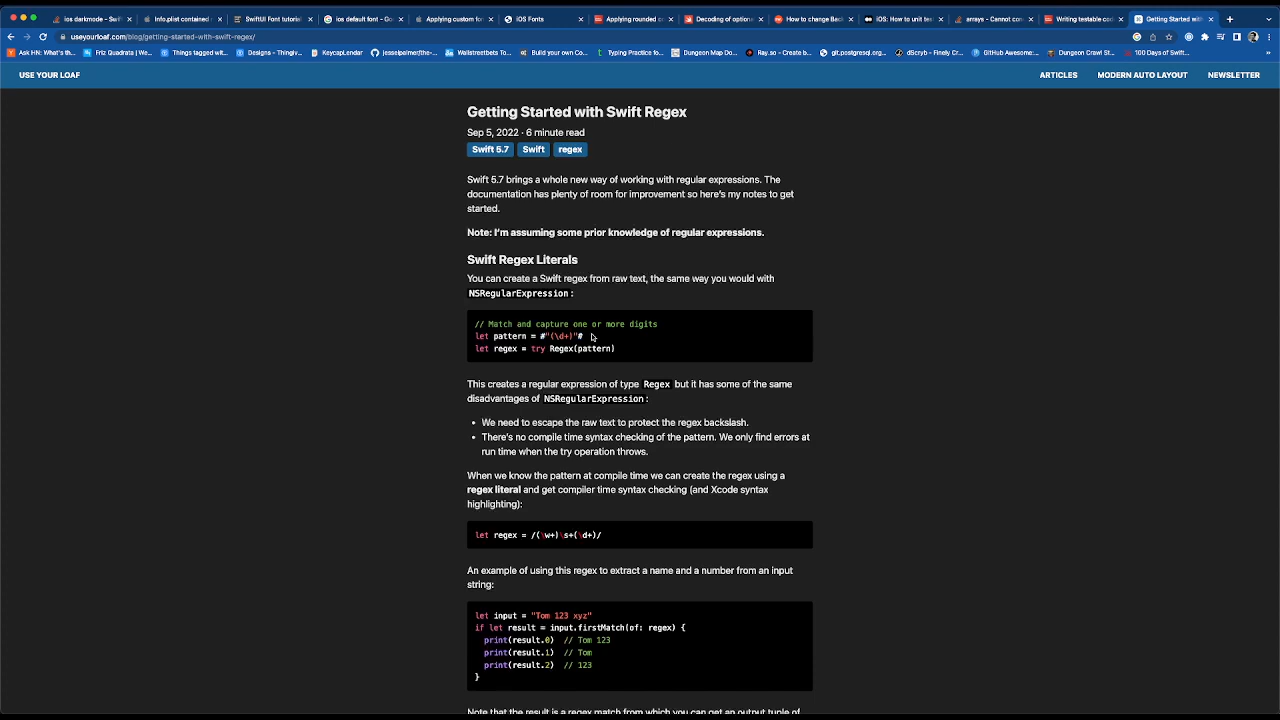 ios darkmode - Swif
Info.plist contained n
SwiftUI Font tutoria
ios default font - Goo
Applying custom for
iOS Fonts
Applying rounded co
Decoding of optiona
How to change Back
iOS: How to unit tes
arrays - Cannot con
Writing testable cod
Getting Started with
useyourloaf.com/blog/getting-started-with-swift-regex/
Ask HN: What's th...
Friz Quadrata | We...
Things tagged wit...
Designs - Thingiv...
KeycapLendar
jesselpalmer/the-...
Wallstreetbets To...
Build your own Co...
Typing Practice fo...
Dungeon Map Do...
Ray.so - Create b...
git.postgresql.org...
dScryb - Finely Cr...
GitHub Awesome:...
Dungeon Crawl St...
100 Days of Swift...
USE YOUR LOAF
ARTICLES
MODERN AUTO LAYOUT
NEWSLETTER
Getting Started with Swift Regex
Sep 5, 2022 · 6 minute read
Swift 5.7
Swift
regex
Swift 5.7 brings a whole new way of working with regular expressions. The
documentation has plenty of room for improvement so here's my notes to get
started.
Note: I'm assuming some prior knowledge of regular expressions.
Swift Regex Literals
You can create a Swift regex from raw text, the same way you would with
NSRegularExpression:
// Match and capture one or more digits
let pattern = #"(\d+)"#
let regex = try Regex(pattern)
This creates a regular expression of type Regex but it has some of the same
disadvantages of NSRegularExpression:
• We need to escape the raw text to protect the regex backslash.
• There's no compile time syntax checking of the pattern. We only find errors at
run time when the try operation throws.
When we know the pattern at compile time we can create the regex using a
regex literal and get compiler time syntax checking (and Xcode syntax
highlighting):
let regex = /(\w+)\s+(\d+)/
An example of using this regex to extract a name and a number from an input
string:
let input = "Tom 123 xyz"
if let result = input.firstMatch(of: regex) {
print(result.0) // Tom 123
print(result.1) // Tom
print(result.2) // 123
}
Note that the result is a regex match from which you can get an output tuple of